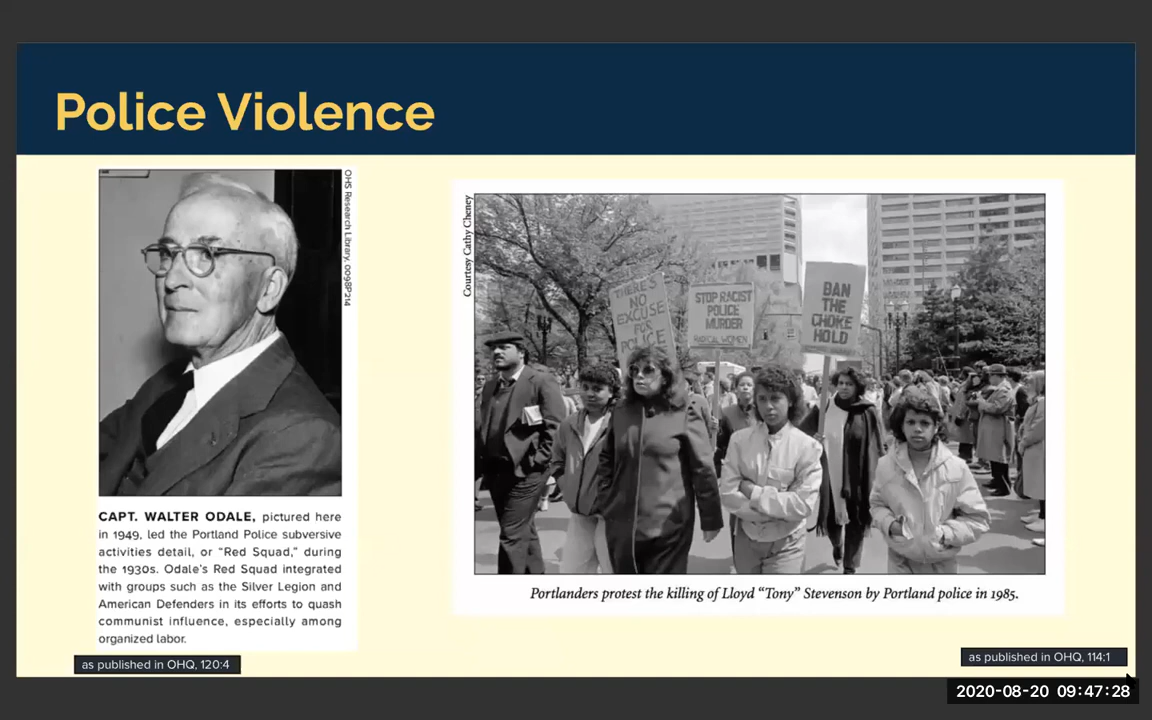 Police Violence
OHS Research Library, 0098P214
CAPT. WALTER ODALE, pictured here
in 1949, led the Portland Police subversive
activities detail, or “Red Squad,” during
the 1930s. Odale’s Red Squad integrated
with groups such as the Silver Legion and
American Defenders in its efforts to quash
communist influence, especially among
organized labor.
as published in OHQ, 120:4
Courtesy Cathy Cheney
THERE'S
NO
EXCUSE
FOR
POLICE
STOP RACIST
POLICE
MURDER
RADICAL WOMEN
BAN
THE
CHOKE
HOLD
Portlanders protest the killing of Lloyd “Tony” Stevenson by Portland police in 1985.
as published in OHQ, 114:1
2020-08-20 09:47:28